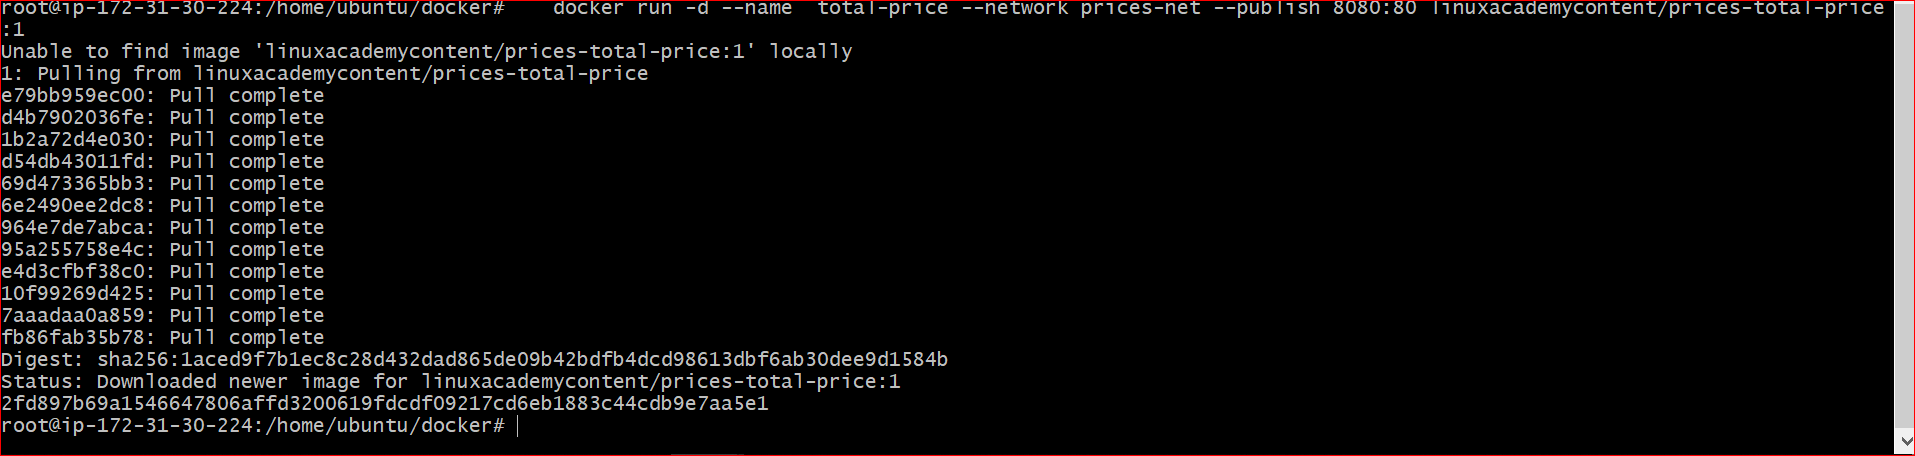 root@ip-172-31-30-224:/home/ubuntu/docker#    docker run -d --name  total-price --network prices-net --publish 8080:80 linuxacademycontent/prices-total-price
:1
Unable to find image 'linuxacademycontent/prices-total-price:1' locally
1: Pulling from linuxacademycontent/prices-total-price
e79bb959ec00: Pull complete
d4b7902036fe: Pull complete
1b2a72d4e030: Pull complete
d54db43011fd: Pull complete
69d473365bb3: Pull complete
6e2490ee2dc8: Pull complete
964e7de7abca: Pull complete
95a255758e4c: Pull complete
e4d3cfbf38c0: Pull complete
10f99269d425: Pull complete
7aaadaa0a859: Pull complete
fb86fab35b78: Pull complete
Digest: sha256:1aced9f7b1ec8c28d432dad865de09b42bdfb4dcd98613dbf6ab30dee9d1584b
Status: Downloaded newer image for linuxacademycontent/prices-total-price:1
2fd897b69a1546647806affd3200619fdcdf09217cd6eb1883c44cdb9e7aa5e1
root@ip-172-31-30-224:/home/ubuntu/docker#